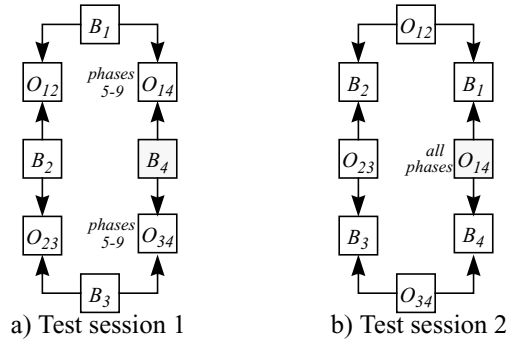 B1
O12
phases
5-9
O14
B2
B4
O23
phases
5-9
O34
B3
a) Test session 1
O12
B2
B1
O23
all
phases
O14
B3
B4
O34
b) Test session 2